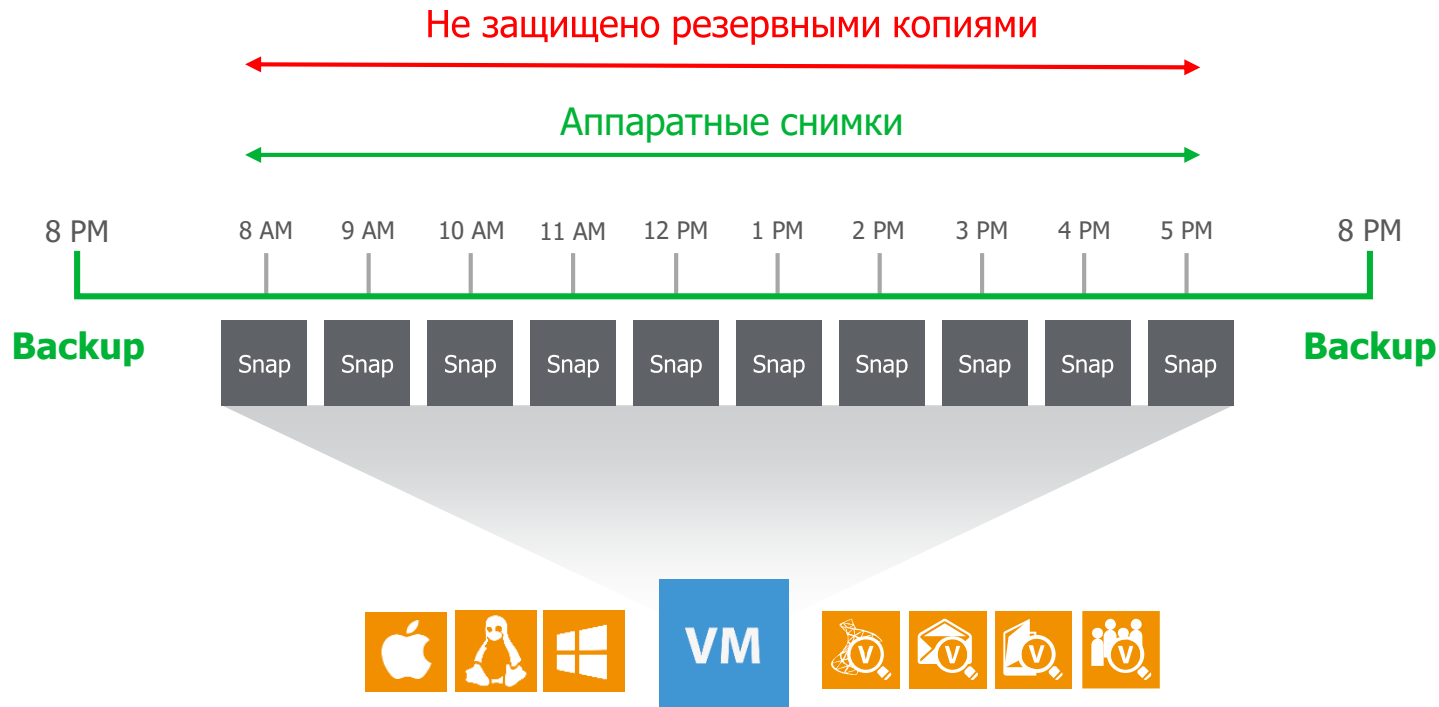 Не защищено резервными копиями
Аппаратные снимки
8 PM 8 AM 9 AM 10 AM 11 AM 12 PM 1 PM 2 PM 3 PM 4 PM 5 PM 8 PM
Backup Snap Snap Snap Snap Snap Snap Snap Snap Snap Snap Backup
VM V V V V